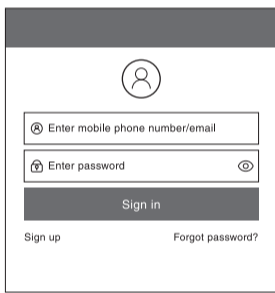 Enter mobile phone number/email
Enter password
Sign in
Sign up
Forgot password?